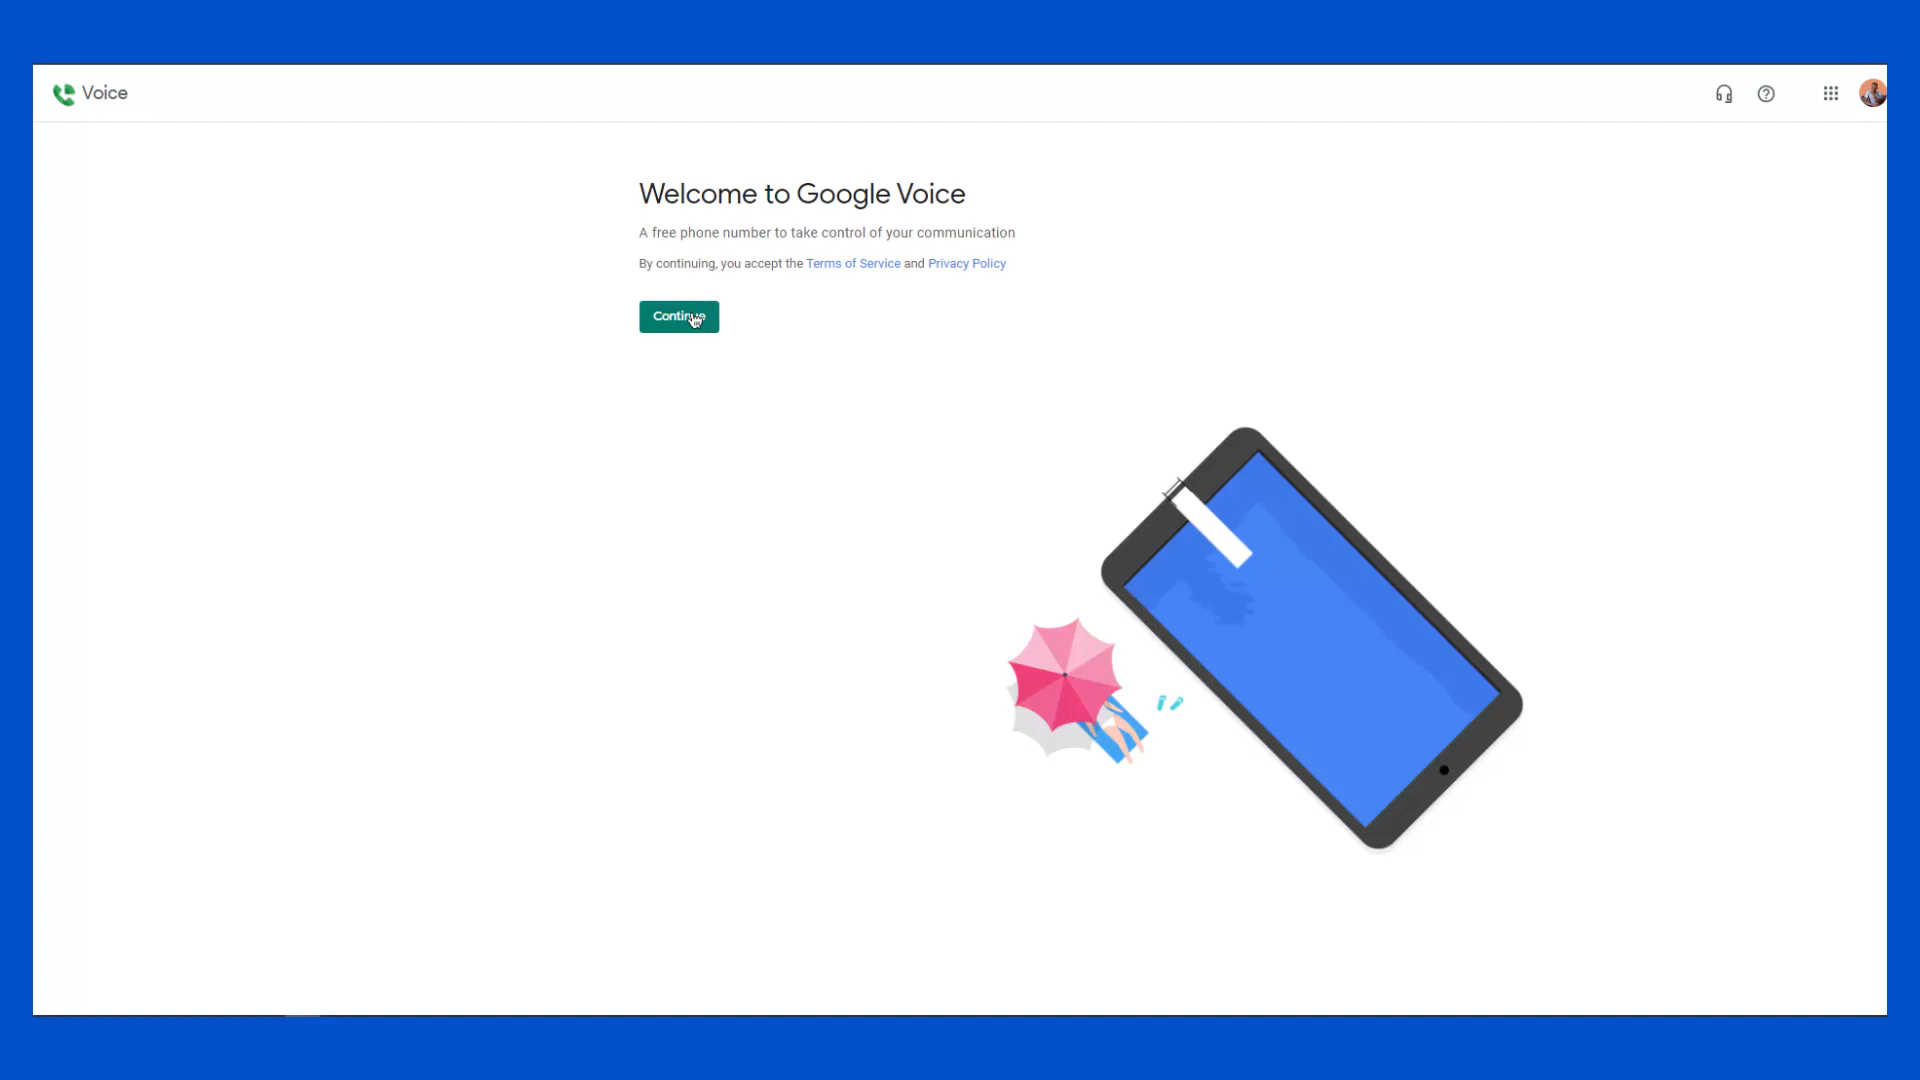 Voice
Welcome to Google Voice
A free phone number to take control of your communication
By continuing, you accept the Terms of Service and Privacy Policy
Continue